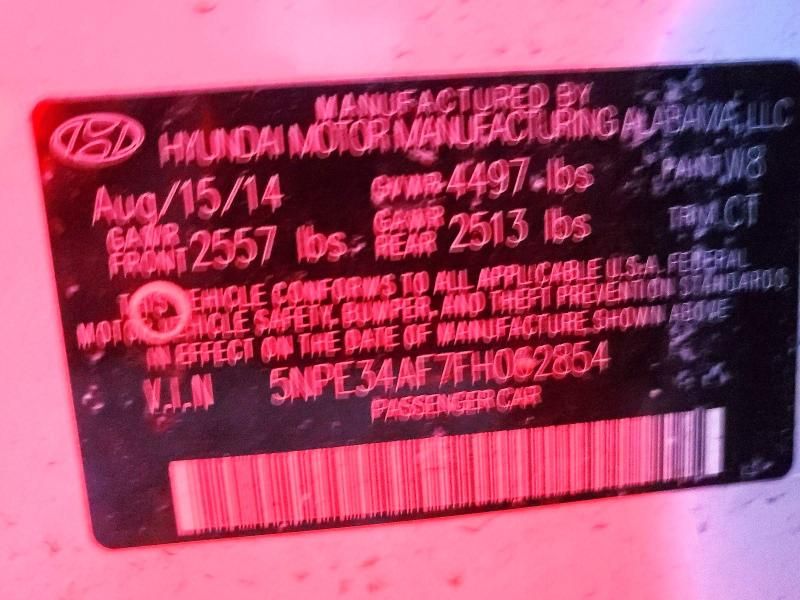 MANUFACTURED BY
HYUNDAI MOTOR MANUFACTURING ALABAMA, LLC
Aug/15/14 GVWR 4497 lbs PAINT W8
GAWR FRONT 2557 lbs GAWR REAR 2513 lbs TRIM CT
THIS VEHICLE CONFORMS TO ALL APPLICABLE U.S.A. FEDERAL
MOTOR VEHICLE SAFETY, BUMPER, AND THEFT PREVENTION STANDARDS
IN EFFECT ON THE DATE OF MANUFACTURE SHOWN ABOVE
V.I.N 5NPE34AF7FH062854
PASSENGER CAR